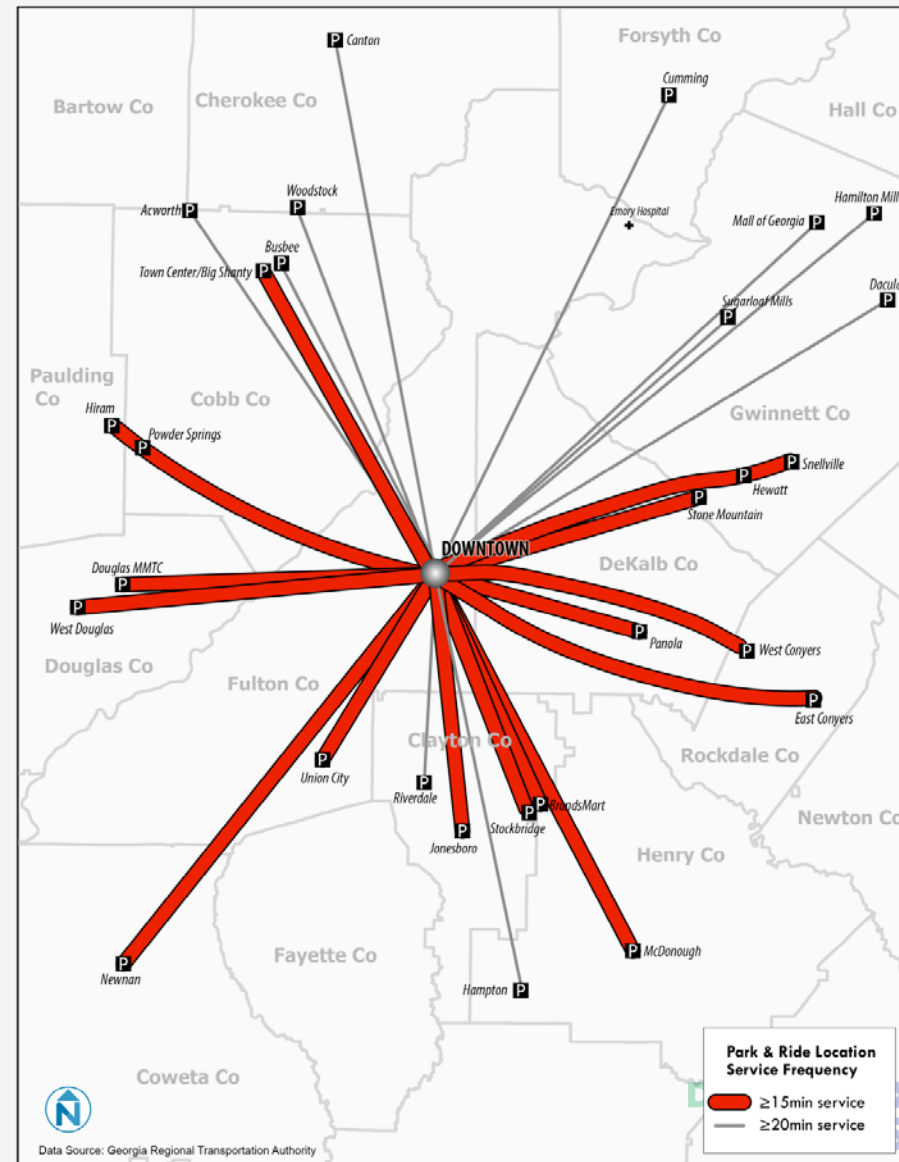 P Canton
Forsyth Co
Cumming
P
Bartow Co
Cherokee Co
Hall Co
Woodstock
P
Acworth P
Hamilton Mill
P
Emory Hospital
Mall of Georgia P
Busbee
P
Town Center/Big Shanty P
Dacula
P
Sugarloaf Mills
P
Paulding
Co
Cobb Co
Hiram
P
Powder Springs
P
Gwinnett Co
P Snellville
P
Hewatt
P
Stone Mountain
DOWNTOWN
DeKalb Co
Douglas MMTC
P
P
West Douglas
P
Panola
P West Conyers
Douglas Co
Fulton Co
P
East Conyers
Clayton Co
Rockdale Co
P
Union City
P
Riverdale
P BrandsMart
P
Stockbridge
P
Jonesboro
Newton Co
Henry Co
P McDonough
Fayette Co
P
Newnan
Hampton P
Coweta Co
N
Data Source: Georgia Regional Transportation Authority
Park & Ride Location
Service Frequency
≥15min service
≥20min service